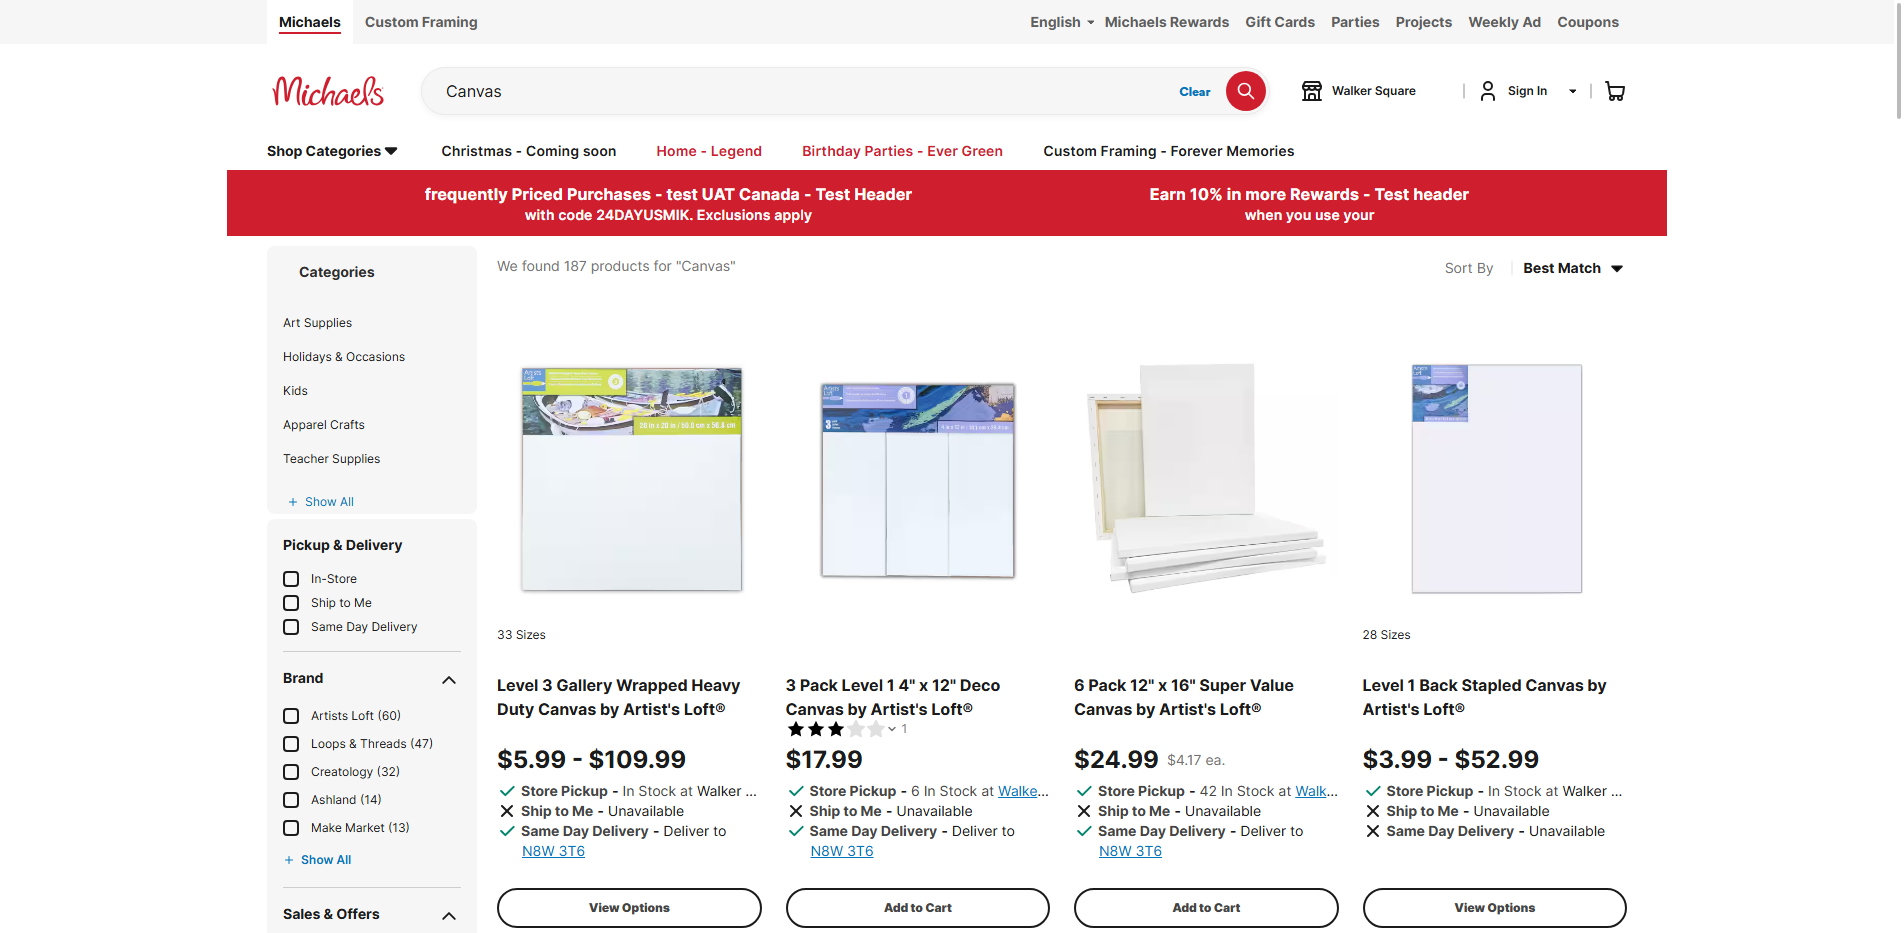 Michaels
Custom Framing
English
Michaels Rewards
Gift Cards
Parties
Projects
Weekly Ad
Coupons
Michaels
Canvas
Clear
Walker Square
Sign In
Shop Categories
Christmas - Coming soon
Home - Legend
Birthday Parties - Ever Green
Custom Framing - Forever Memories
frequently Priced Purchases - test UAT Canada - Test Header
with code 24DAYUSMIK. Exclusions apply
Earn 10% in more Rewards - Test header
when you use your
Categories
Art Supplies
Holidays & Occasions
Kids
Apparel Crafts
Teacher Supplies
+ Show All
Pickup & Delivery
In-Store
Ship to Me
Same Day Delivery
Brand
Artists Loft (60)
Loops & Threads (47)
Creatology (32)
Ashland (14)
Make Market (13)
+ Show All
Sales & Offers
We found 187 products for "Canvas"
Sort By
Best Match
33 Sizes
Level 3 Gallery Wrapped Heavy
Duty Canvas by Artist's Loft®
$5.99 - $109.99
Store Pickup - In Stock at Walker ...
Ship to Me - Unavailable
Same Day Delivery - Deliver to
N8W 3T6
View Options
3 Pack Level 1 4" x 12" Deco
Canvas by Artist's Loft®
1
$17.99
Store Pickup - 6 In Stock at Walke...
Ship to Me - Unavailable
Same Day Delivery - Deliver to
N8W 3T6
Add to Cart
6 Pack 12" x 16" Super Value
Canvas by Artist's Loft®
$24.99 $4.17 ea.
Store Pickup - 42 In Stock at Walk...
Ship to Me - Unavailable
Same Day Delivery - Deliver to
N8W 3T6
Add to Cart
28 Sizes
Level 1 Back Stapled Canvas by
Artist's Loft®
$3.99 - $52.99
Store Pickup - In Stock at Walker ...
Ship to Me - Unavailable
Same Day Delivery - Unavailable
View Options